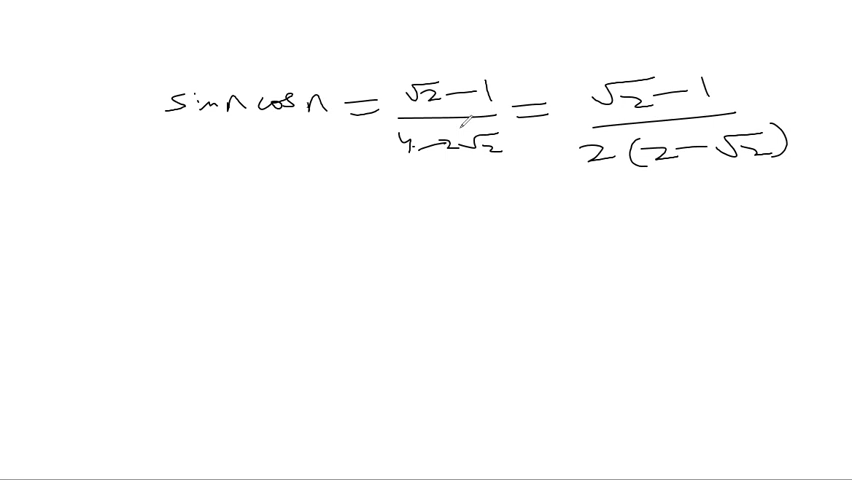 sin x cos x = (√2 - 1)/(4 - 2√2) = (√2 - 1)/(2(2 - √2))